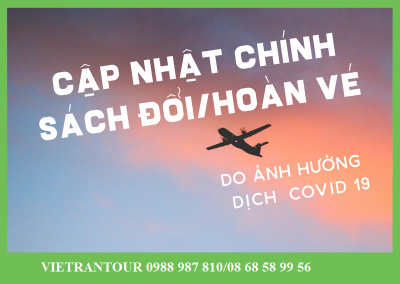 CẬP NHẬT CHÍNH
SÁCH ĐỔI/HOÀN VÉ
DO ẢNH HƯỞNG
DỊCH COVID 19
VIETRANTOUR 0988 987 810/08 68 58 99 56